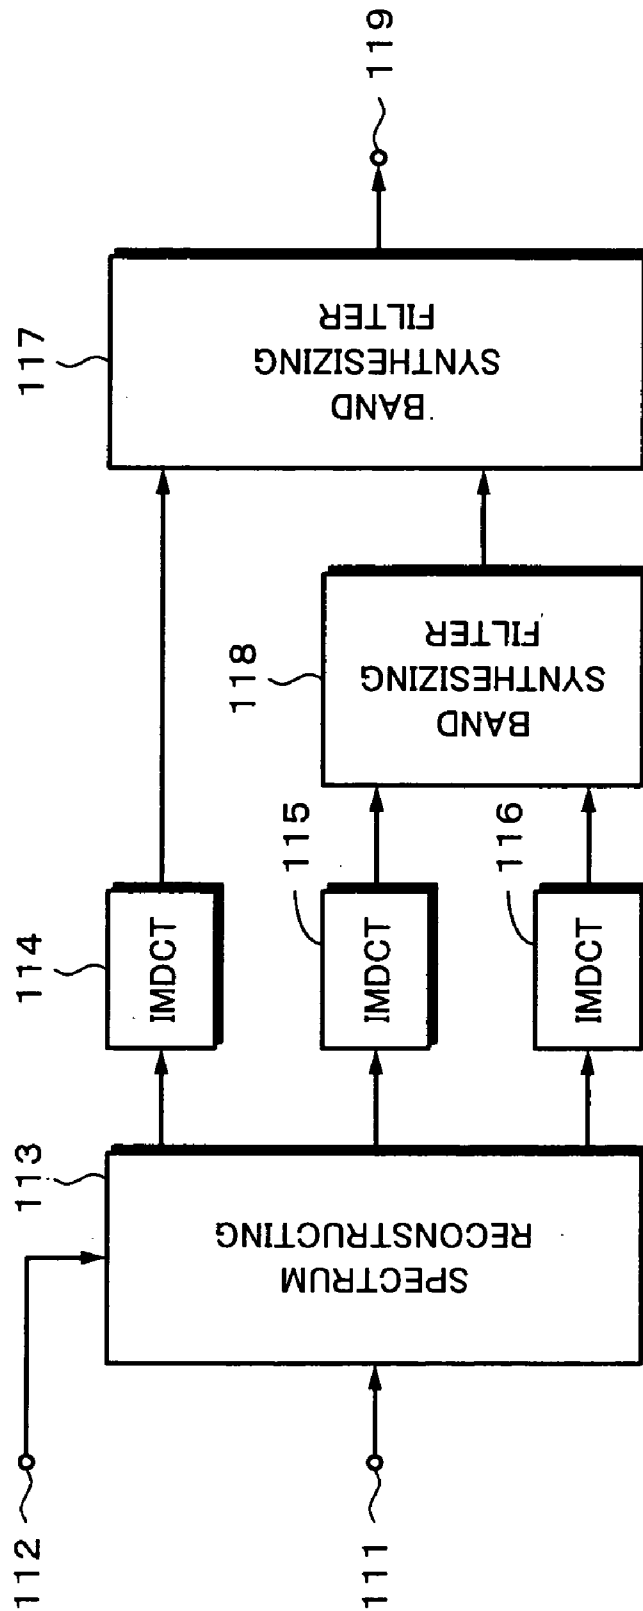 112
111
113
SPECTRUM
RECONSTRUCTING
114
IMDCT
115
IMDCT
116
IMDCT
118
BAND
SYNTHESIZING
FILTER
117
BAND
SYNTHESIZING
FILTER
119